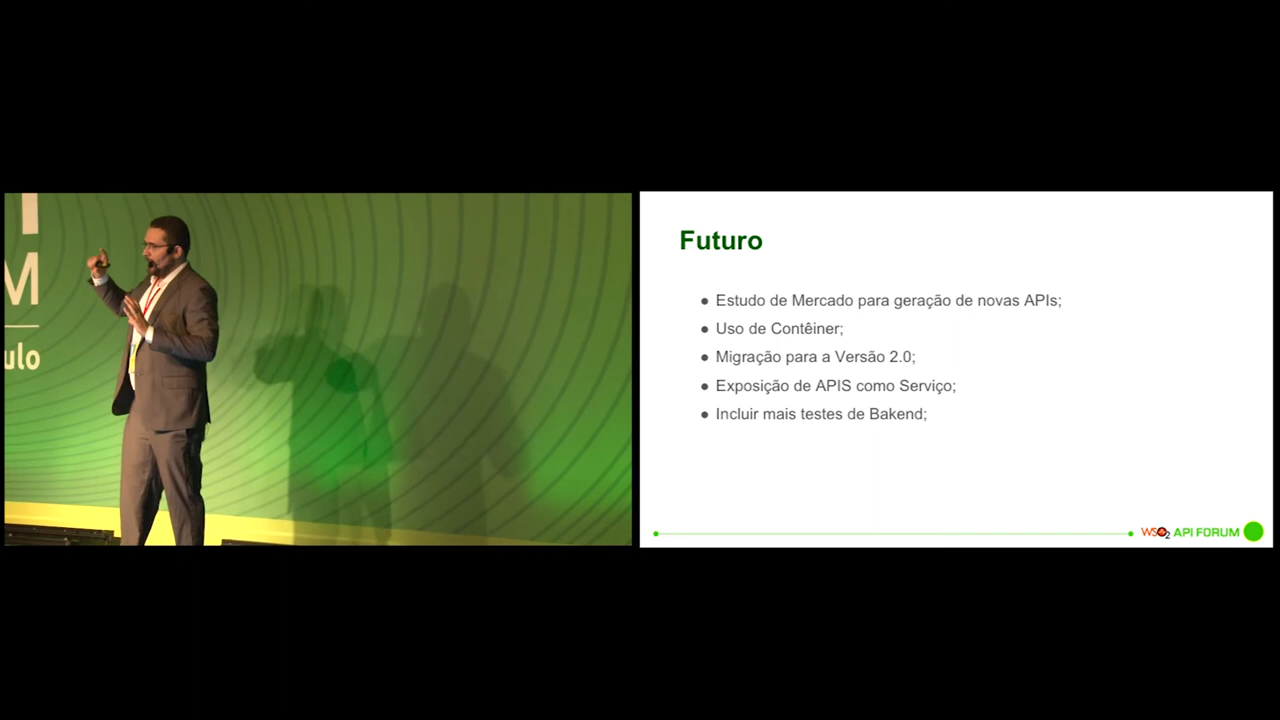 M
ulo
Futuro
● Estudo de Mercado para geração de novas APIs;
● Uso de Contêiner;
● Migração para a Versão 2.0;
● Exposição de APIS como Serviço;
● Incluir mais testes de Bakend;
WSO2 API FORUM